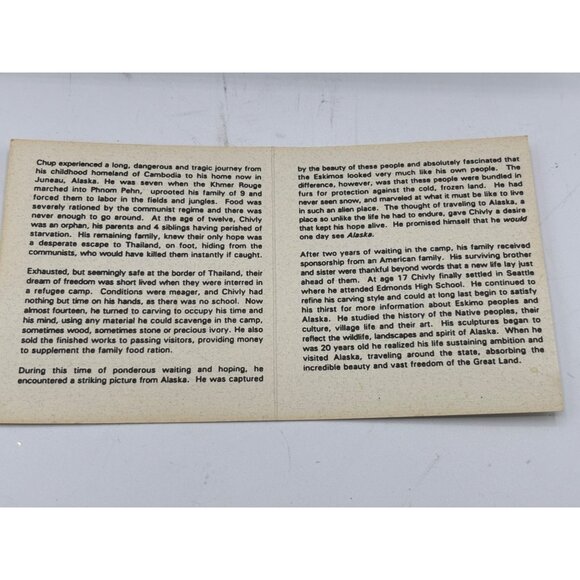 Chup experienced a long, dangerous and tragic journey from
his childhood homeland of Cambodia to his home now in
Juneau, Alaska. He was seven when the Khmer Rouge
marched into Phnom Pehn, uprooted his family of 9 and
forced them to labor in the fields and jungles. Food was
severely rationed by the communist regime and there was
never enough to go around. At the age of twelve, Chivly
was an orphan, his parents and 4 siblings having perished of
starvation. His remaining family, knew their only hope was
a desperate escape to Thailand, on foot, hiding from the
communists, who would have killed them instantly if caught.

Exhausted, but seemingly safe at the border of Thailand, their
dream of freedom was short lived when they were interred in
a refugee camp. Conditions were meager, and Chivly had
nothing but time on his hands, as there was no school. Now
almost fourteen, he turned to carving to occupy his time and
his mind, using any material he could scavenge in the camp,
sometimes wood, sometimes stone or precious ivory. He also
sold the finished works to passing visitors, providing money
to supplement the family food ration.

During this time of ponderous waiting and hoping, he
encountered a striking picture from Alaska. He was captured
by the beauty of these people and absolutely fascinated that
the Eskimos looked very much like his own people. The
difference, however, was that these people were bundled in
furs for protection against the cold, frozen land. He had
never seen snow, and marveled at what it must be like to live
in such an alien place. The thought of traveling to Alaska, a
place so unlike the life he had to endure, gave Chivly a desire
that kept his hope alive. He promised himself that he would
one day see Alaska.

After two years of waiting in the camp, his family received
sponsorship from an American family. His surviving brother
and sister were thankful beyond words that a new life lay just
ahead of them. At age 17 Chivly finally settled in Seattle
where he attended Edmonds High School. He continued to
refine his carving style and could at long last begin to satisfy
his thirst for more information about Eskimo peoples and
Alaska. He studied the history of the Native peoples, their
culture, village life and their art. His sculptures began to
reflect the wildlife, landscapes and spirit of Alaska. When he
was 20 years old he realized his life sustaining ambition and
visited Alaska, traveling around the state, absorbing the
incredible beauty and vast freedom of the Great Land.